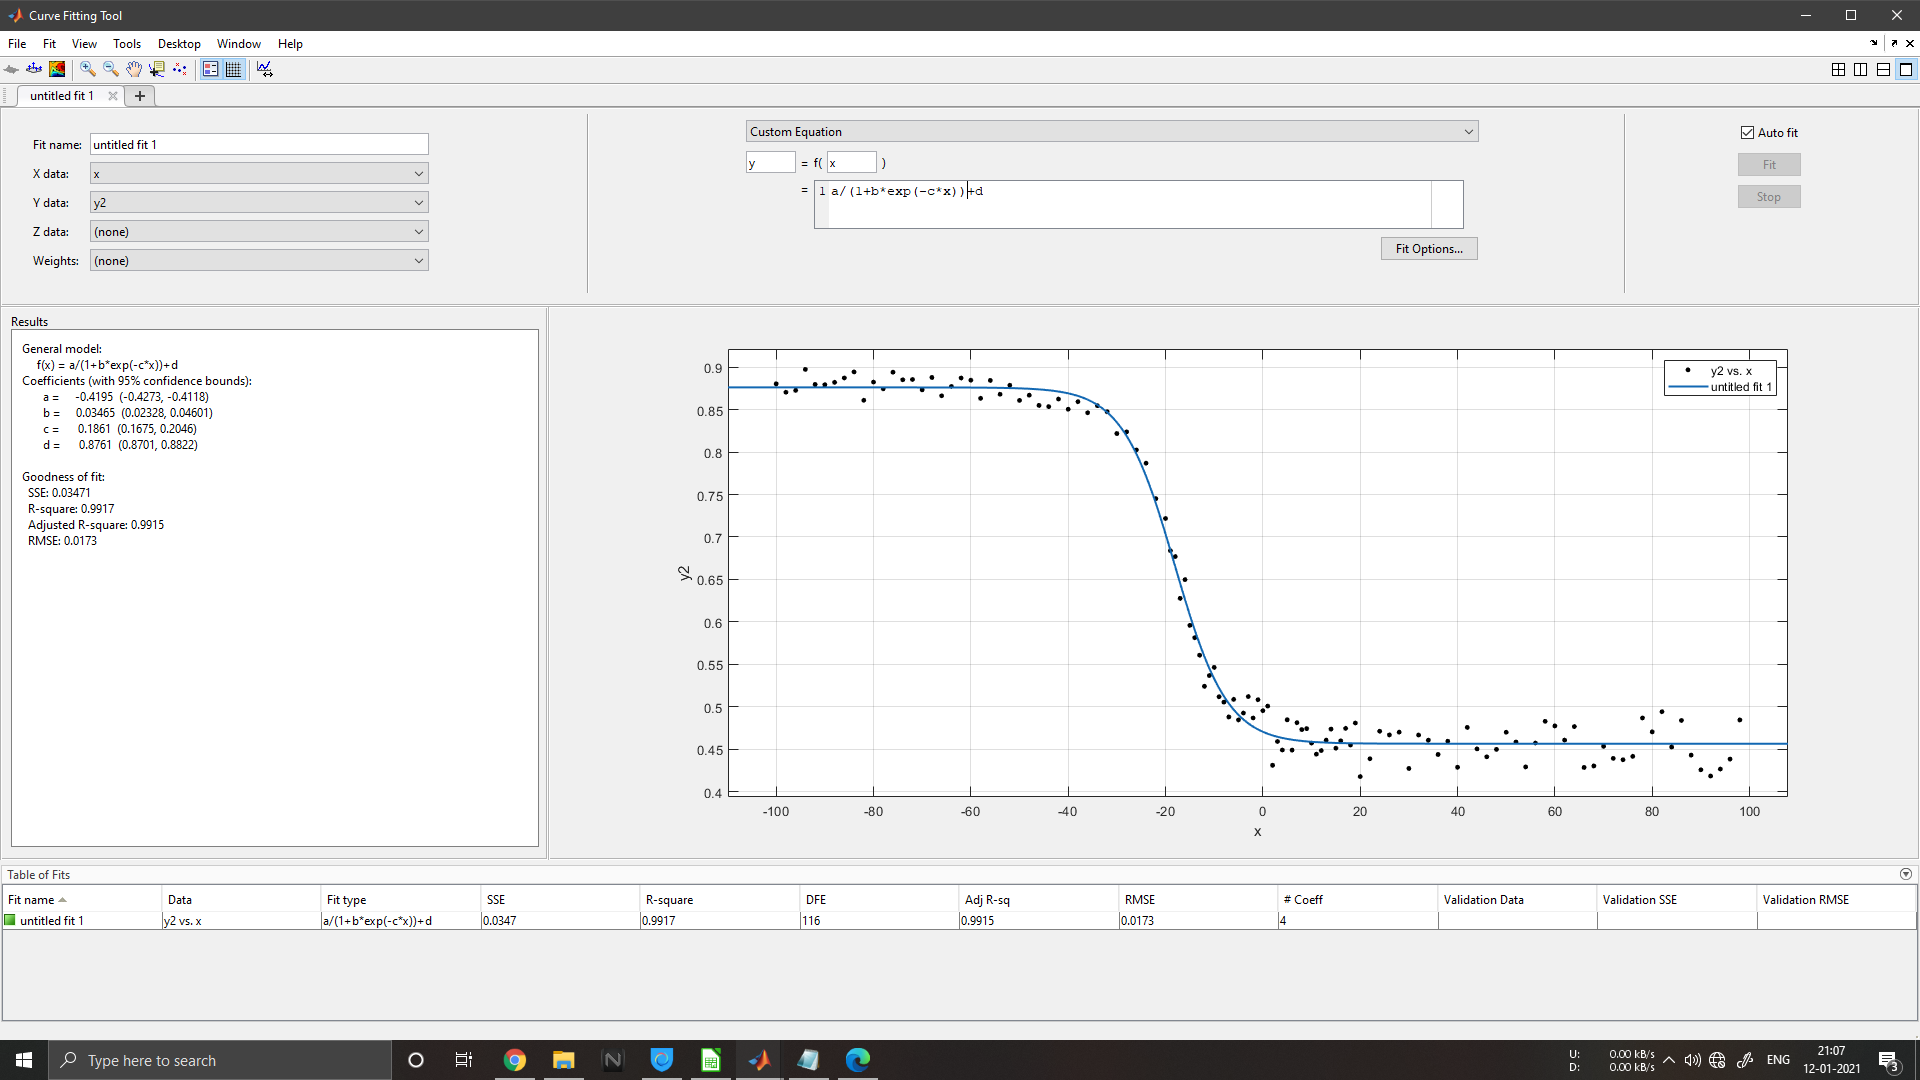 Curve Fitting Tool
File Fit View Tools Desktop Window Help
untitled fit 1
Fit name: untitled fit 1
X data: x
Y data: y2
Z data: (none)
Weights: (none)
Custom Equation
y = f( x )
= 1 a/(1+b*exp(-c*x))+d
Fit Options...
Auto fit
Fit
Stop
Results
General model:
f(x) = a/(1+b*exp(-c*x))+d
Coefficients (with 95% confidence bounds):
a = -0.4195 (-0.4273, -0.4118)
b = 0.03465 (0.02328, 0.04601)
c = 0.1861 (0.1675, 0.2046)
d = 0.8761 (0.8701, 0.8822)
Goodness of fit:
SSE: 0.03471
R-square: 0.9917
Adjusted R-square: 0.9915
RMSE: 0.0173
y2 vs. x
untitled fit 1
0.9
0.85
0.8
0.75
0.7
0.65
0.6
0.55
0.5
0.45
0.4
y2
-100 -80 -60 -40 -20 0 20 40 60 80 100
x
Table of Fits
Fit name Data Fit type SSE R-square DFE Adj R-sq RMSE # Coeff Validation Data Validation SSE Validation RMSE
untitled fit 1 y2 vs. x a/(1+b*exp(-c*x))+d 0.0347 0.9917 116 0.9915 0.0173 4
Type here to search
U: 0.00 kB/s
D: 0.00 kB/s
ENG
21:07
12-01-2021
3